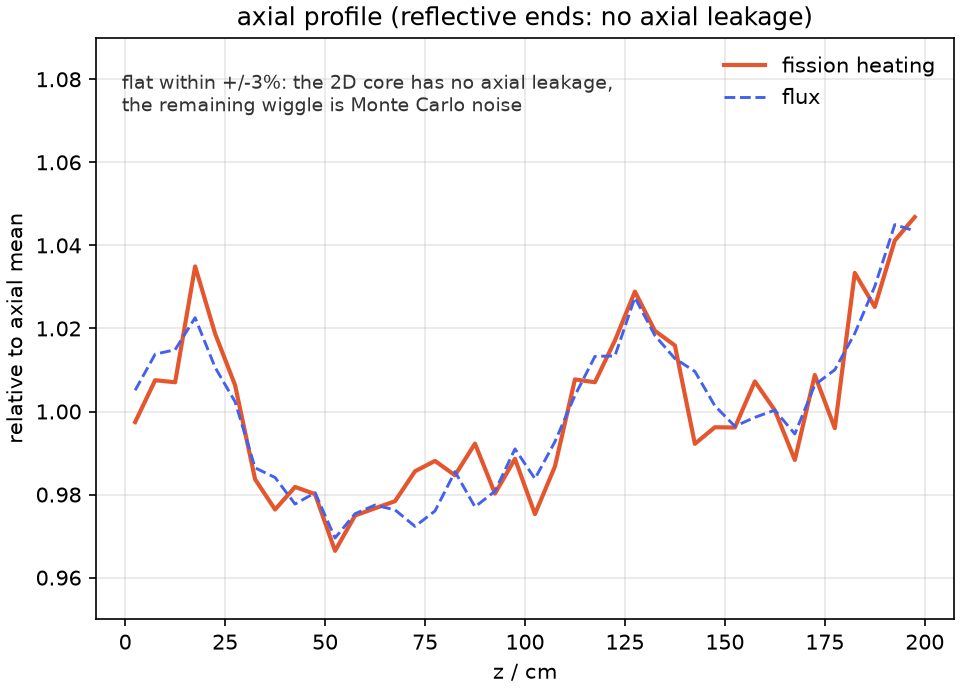 axial profile (reflective ends: no axial leakage)
flat within +/-3%: the 2D core has no axial leakage,
the remaining wiggle is Monte Carlo noise
fission heating
flux
relative to axial mean
1.08
1.06
1.04
1.02
1.00
0.98
0.96
0
25
50
75
100
125
150
175
200
z / cm